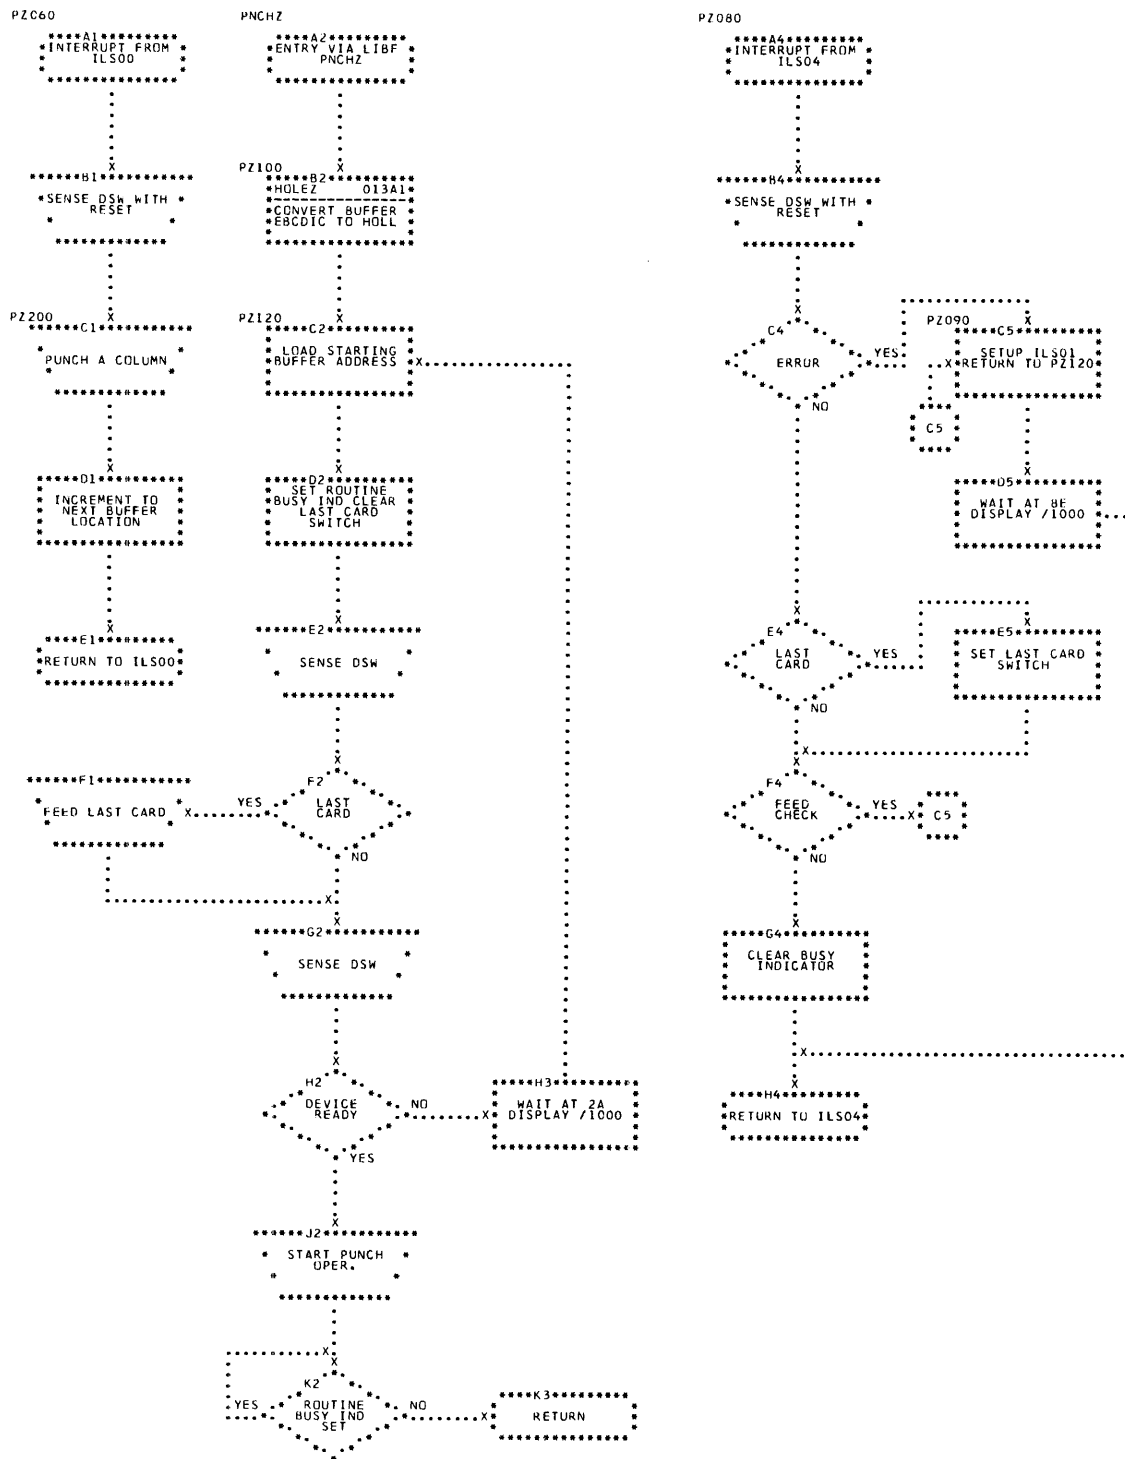 PZC60
A1
INTERRUPT FROM
ILS00
B1
SENSE DSW WITH
RESET
PZ200
C1
PUNCH A COLUMN
D1
INCREMENT TO
NEXT BUFFER
LOCATION
E1
RETURN TO ILS00
F1
FEED LAST CARD
PNCHZ
A2
ENTRY VIA LIBF
PNCHZ
PZ100
B2
HOLEZ 013A1
CONVERT BUFFER
EBCDIC TO HOLL
PZ120
C2
LOAD STARTING
BUFFER ADDRESS
D2
SET ROUTINE
BUSY IND CLEAR
LAST CARD
SWITCH
E2
SENSE DSW
F2
LAST
CARD
YES
NO
G2
SENSE DSW
H2
DEVICE
READY
NO
YES
H3
WAIT AT 2A
DISPLAY /1000
J2
START PUNCH
OPER.
K2
ROUTINE
BUSY IND
SET
YES
NO
K3
RETURN
PZ080
A4
INTERRUPT FROM
ILS04
B4
SENSE DSW WITH
RESET
C4
ERROR
YES
NO
PZ090
C5
SETUP ILS01
RETURN TO PZ120
C5
D5
WAIT AT 8E
DISPLAY /1000
E4
LAST
CARD
YES
NO
E5
SET LAST CARD
SWITCH
F4
FEED
CHECK
YES
NO
C5
G4
CLEAR BUSY
INDICATOR
H4
RETURN TO ILS04